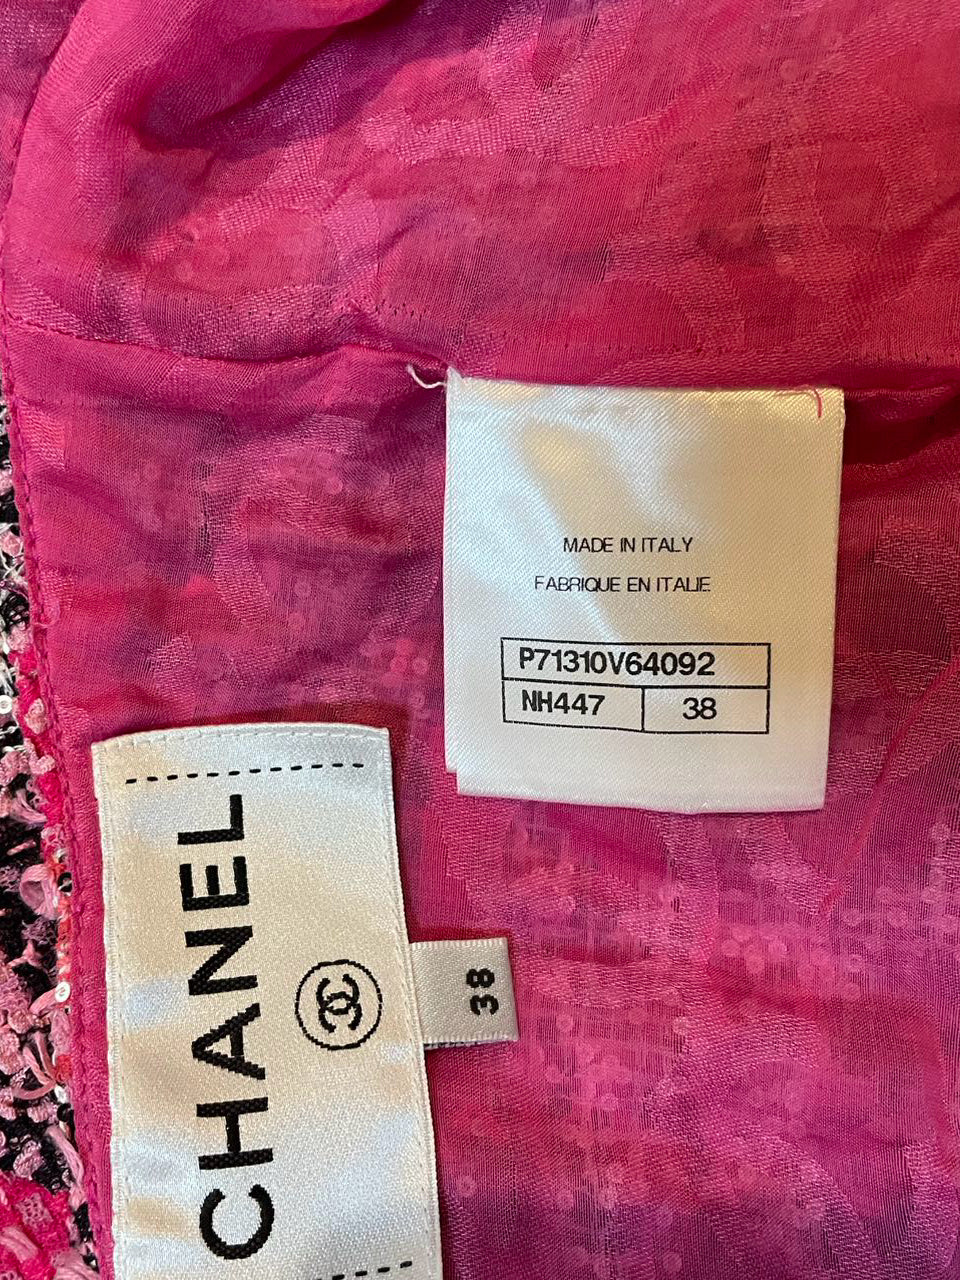 MADE IN ITALY
FABRIQUE EN ITALIE
P71310V64092
NH447 38
CHANEL
38